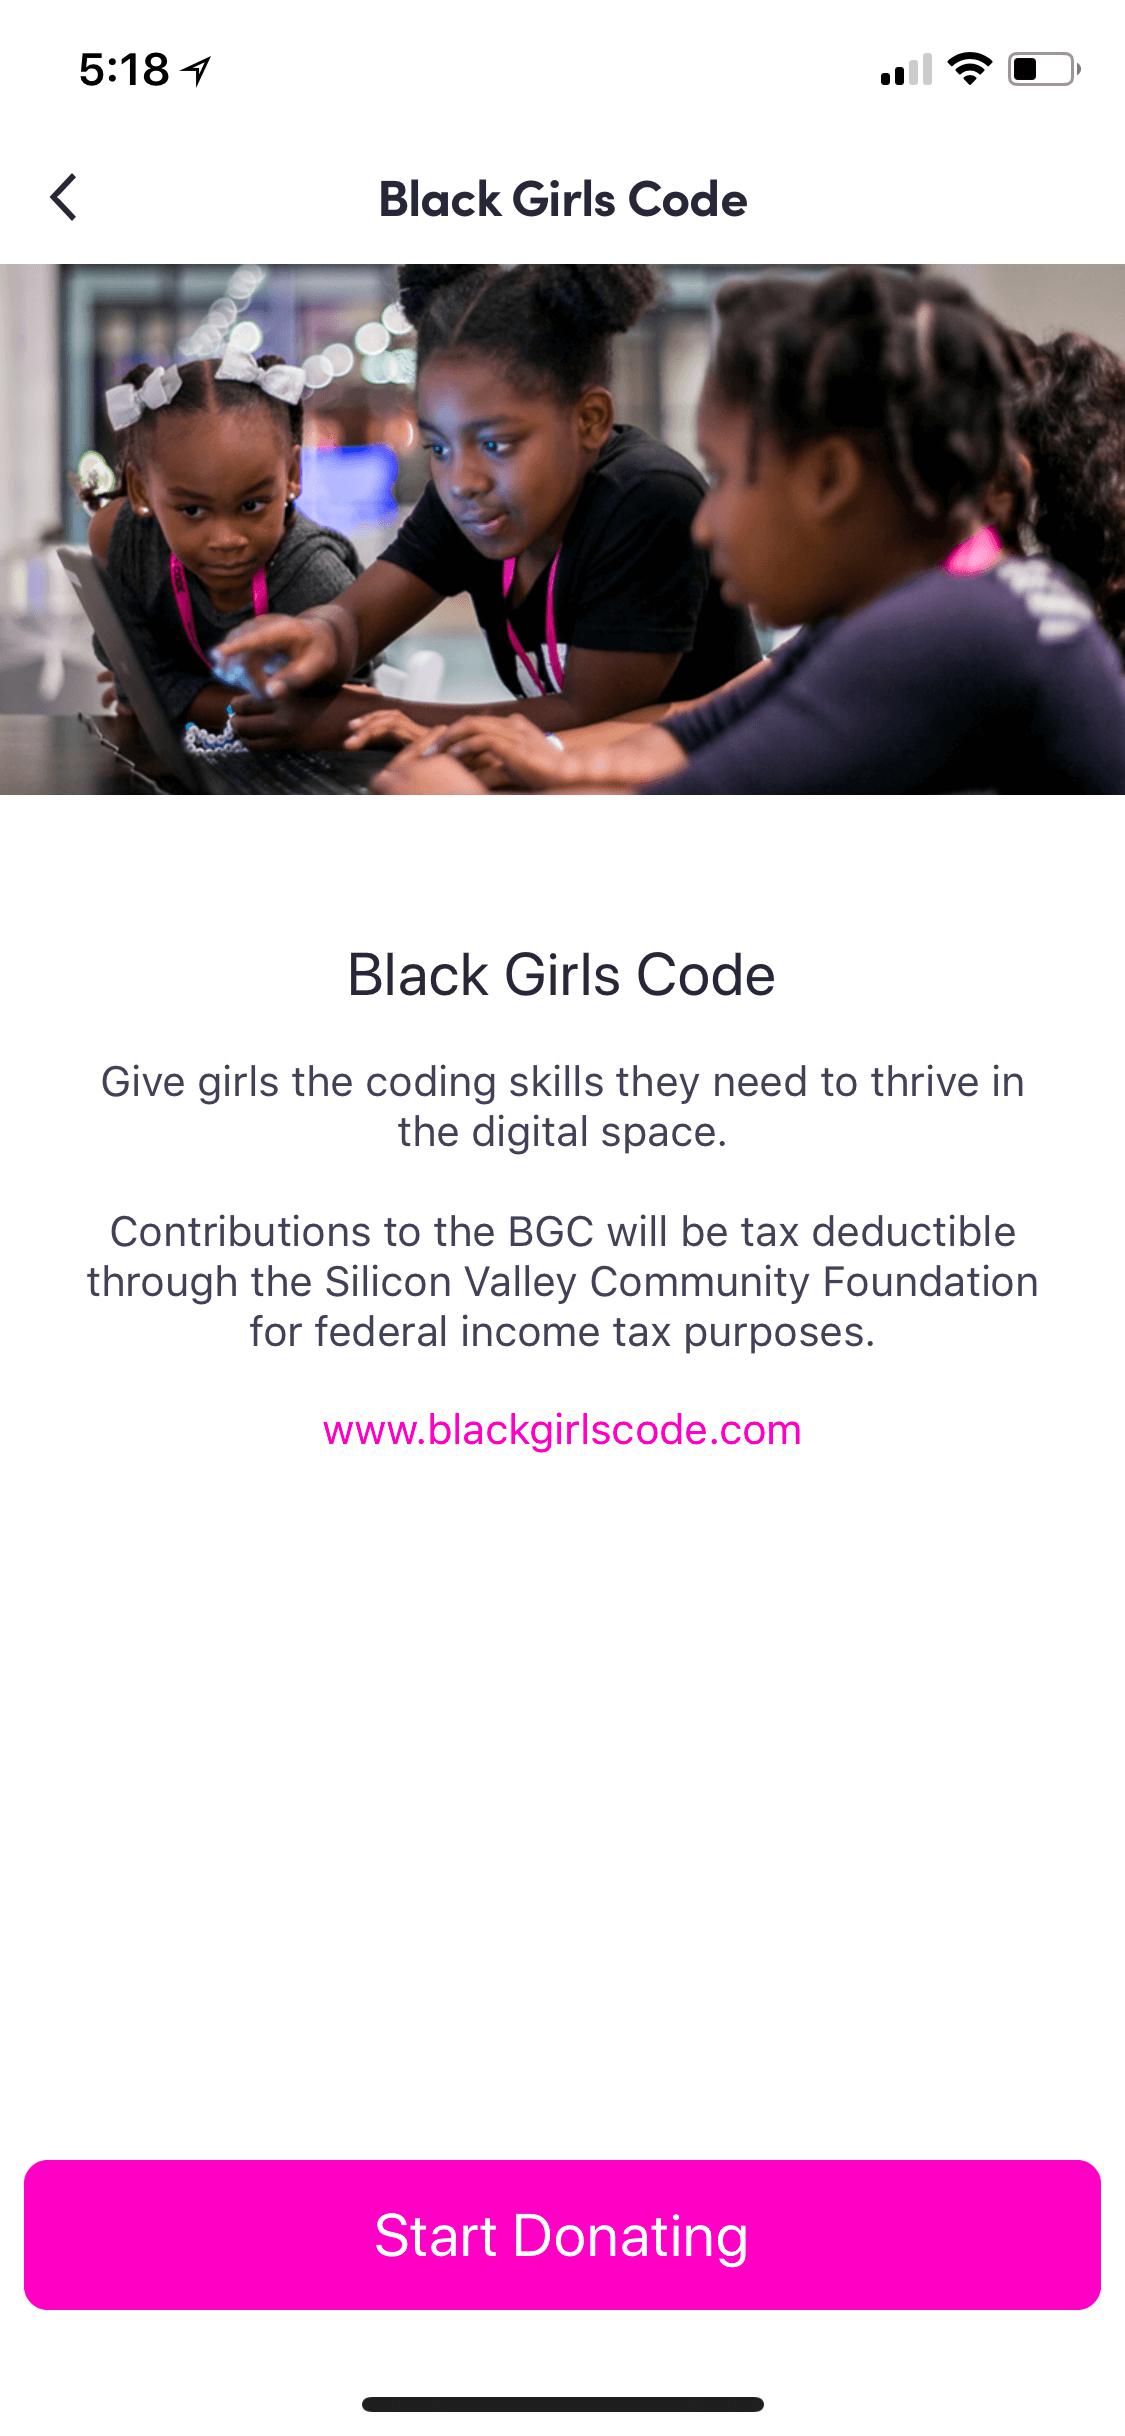 5:18
Black Girls Code
Black Girls Code
Give girls the coding skills they need to thrive in
the digital space.
Contributions to the BGC will be tax deductible
through the Silicon Valley Community Foundation
for federal income tax purposes.
www.blackgirlscode.com
Start Donating